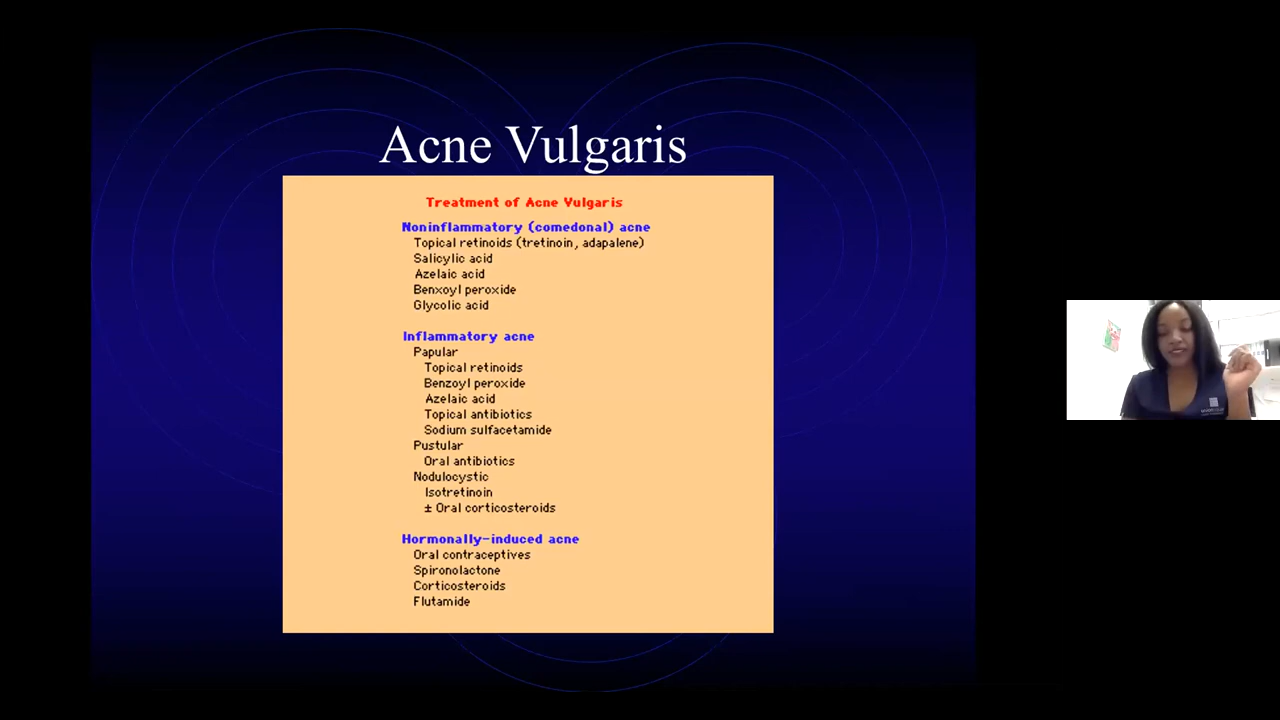 Acne Vulgaris
Treatment of Acne Vulgaris
Noninflammatory (comedonal) acne
Topical retinoids (tretinoin, adapalene)
Salicylic acid
Azelaic acid
Benxoyl peroxide
Glycolic acid
Inflammatory acne
Papular
Topical retinoids
Benzoyl peroxide
Azelaic acid
Topical antibiotics
Sodium sulfacetamide
Pustular
Oral antibiotics
Nodulocystic
Isotretinoin
± Oral corticosteroids
Hormonally-induced acne
Oral contraceptives
Spironolactone
Corticosteroids
Flutamide